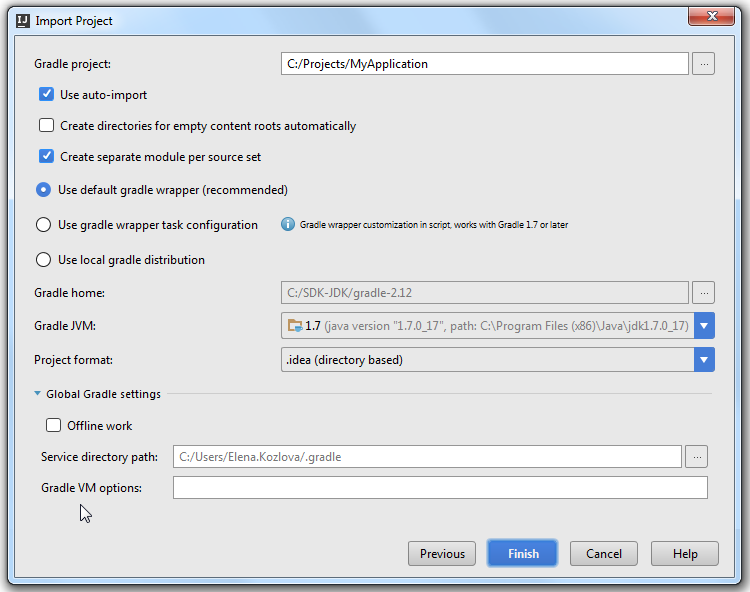 IJ Import Project
Gradle project: C:/Projects/MyApplication ...
Use auto-import
Create directories for empty content roots automatically
Create separate module per source set
Use default gradle wrapper (recommended)
Use gradle wrapper task configuration i Gradle wrapper customization in script, works with Gradle 1.7 or later
Use local gradle distribution
Gradle home: C:/SDK-JDK/gradle-2.12 ...
Gradle JVM: 1.7 (java version "1.7.0_17", path: C:\Program Files (x86)\Java\jdk1.7.0_17)
Project format: .idea (directory based)
Global Gradle settings
Offline work
Service directory path: C:/Users/Elena.Kozlova/.gradle ...
Gradle VM options:
Previous Finish Cancel Help